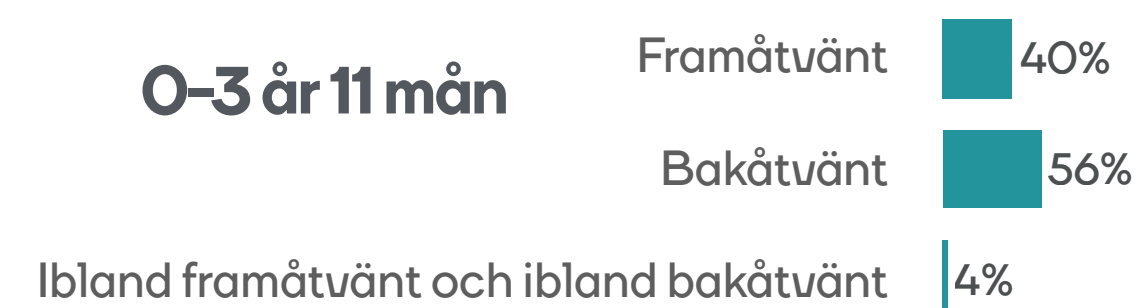 0–3 år 11 mån
Framåtvänt 40%
Bakåtvänt 56%
Ibland framåtvänt och ibland bakåtvänt 4%